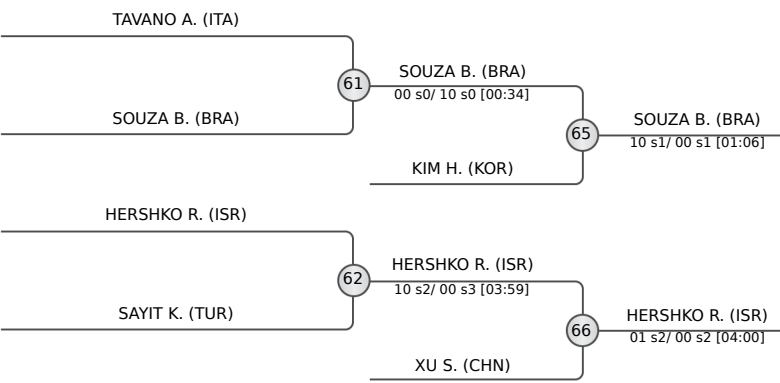 TAVANO A. (ITA)
61
SOUZA B. (BRA)
00 s0/ 10 s0 [00:34]
SOUZA B. (BRA)
65
SOUZA B. (BRA)
10 s1/ 00 s1 [01:06]
KIM H. (KOR)
HERSHKO R. (ISR)
62
HERSHKO R. (ISR)
10 s2/ 00 s3 [03:59]
SAYIT K. (TUR)
66
HERSHKO R. (ISR)
01 s2/ 00 s2 [04:00]
XU S. (CHN)